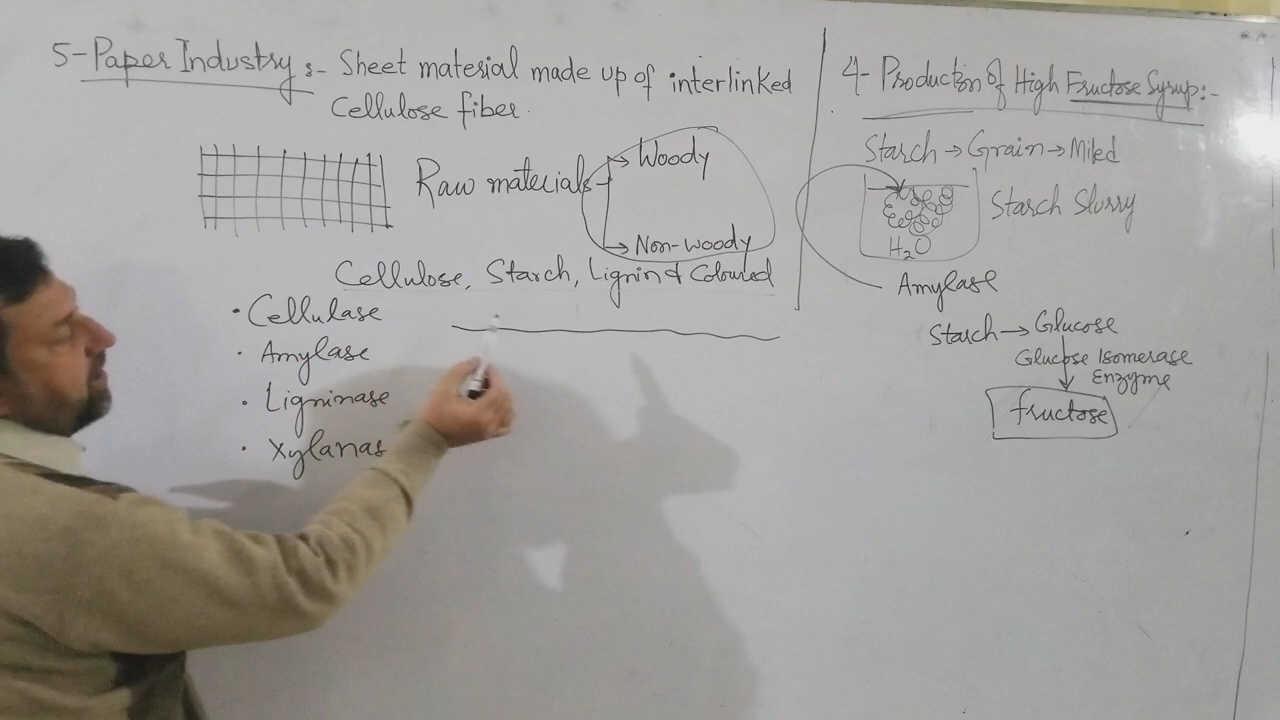 5-Paper Industry :- Sheet material made up of interlinked
Cellulose fiber.
Raw materials
Woody
Non-woody
Cellulose, Starch, Lignin & Coloured
· Cellulase
· Amylase
· Ligninase
· Xylanas
4- Production of High Fructose Syrup:-
Starch → Grain → Miled
Starch Slurry
H2O
Amylase
Starch → Glucose
Glucose Isomerase
Enzyme
fructose